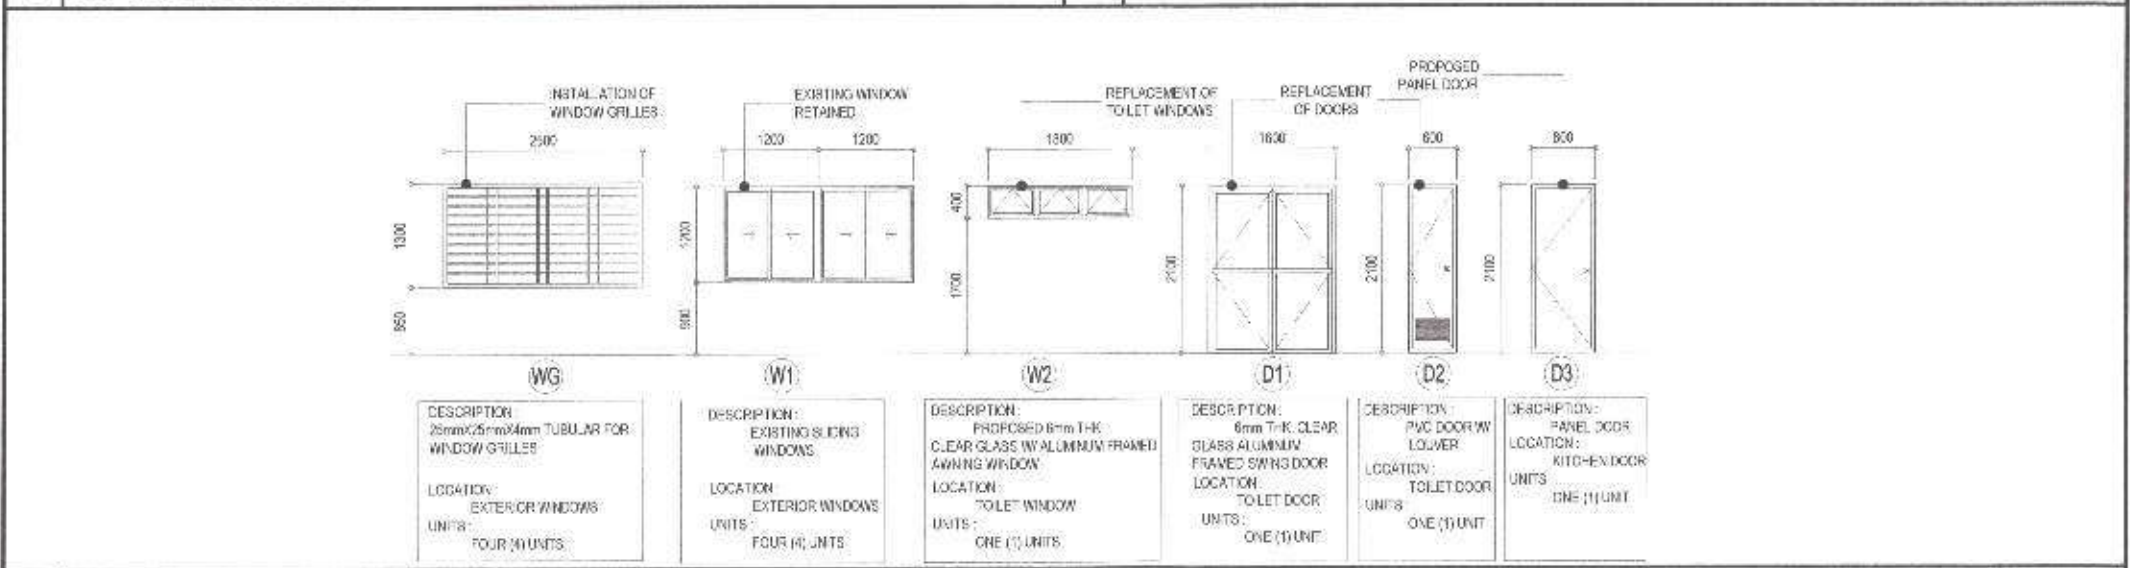 INSTALLATION OF
WINDOW GRILLES
EXISTING WINDOW
RETAINED
REPLACEMENT OF
TOILET WINDOWS
REPLACEMENT
OF DOORS
PROPOSED
PANEL DOOR
1200
1200
1600
600
800
1300
850
1200
900
400
1700
2100
2100
2100
WG
W1
W2
D1
D2
D3
DESCRIPTION:
25mmX25mmX4mm TUBULAR FOR
WINDOW GRILLES
LOCATION:
EXTERIOR WINDOWS
UNITS:
FOUR (4) UNITS
DESCRIPTION:
EXISTING SLIDING
WINDOWS
LOCATION:
EXTERIOR WINDOWS
UNITS:
FOUR (4) UNITS
DESCRIPTION:
PROPOSED 6mm THK
CLEAR GLASS W/ ALUMINUM FRAMED
AWNING WINDOW
LOCATION:
TOILET WINDOW
UNITS:
ONE (1) UNITS
DESCRIPTION:
6mm THK. CLEAR
GLASS ALUMINUM
FRAMED SWING DOOR
LOCATION:
TOILET DOOR
UNITS:
ONE (1) UNIT
DESCRIPTION:
PVC DOOR W/
LOUVER
LOCATION:
TOILET DOOR
UNITS
ONE (1) UNIT
DESCRIPTION:
PANEL DOOR
LOCATION:
KITCHEN DOOR
UNITS
ONE (1) UNIT